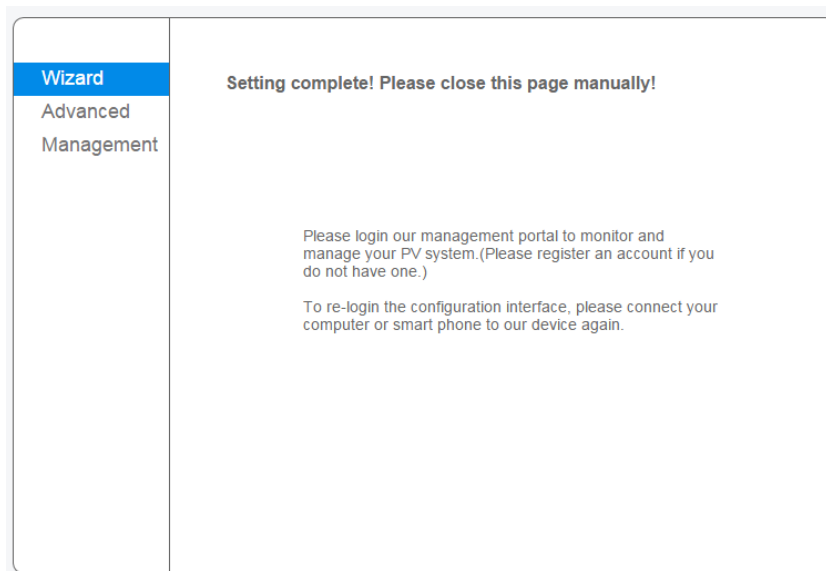 Wizard
Advanced
Management
Setting complete! Please close this page manually!
Please login our management portal to monitor and
manage your PV system.(Please register an account if you
do not have one.)
To re-login the configuration interface, please connect your
computer or smart phone to our device again.